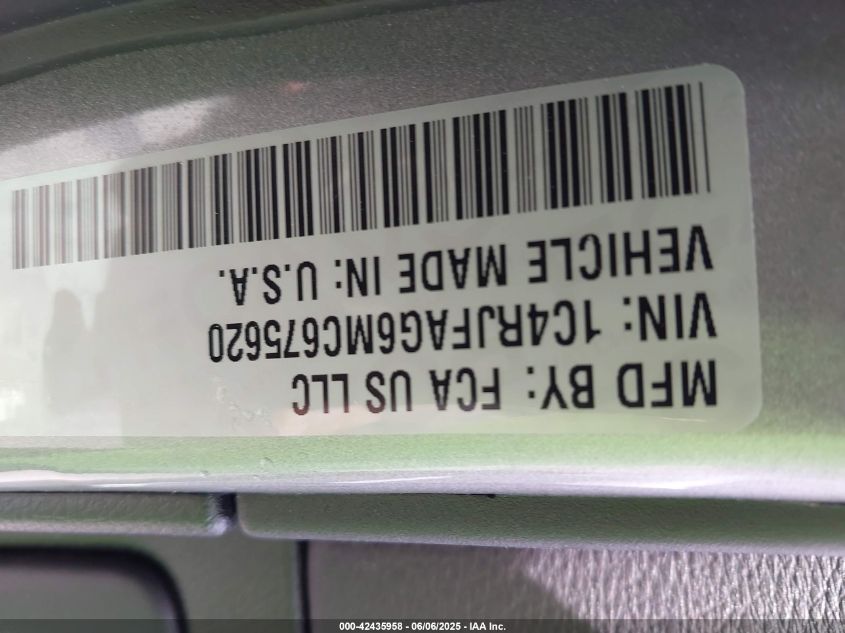 MFD BY: FCA US LLC
VIN: 1C4RJFAG6MC675620
VEHICLE MADE IN: U.S.A.
000-42435958 - 06/06/2025 - IAA Inc.